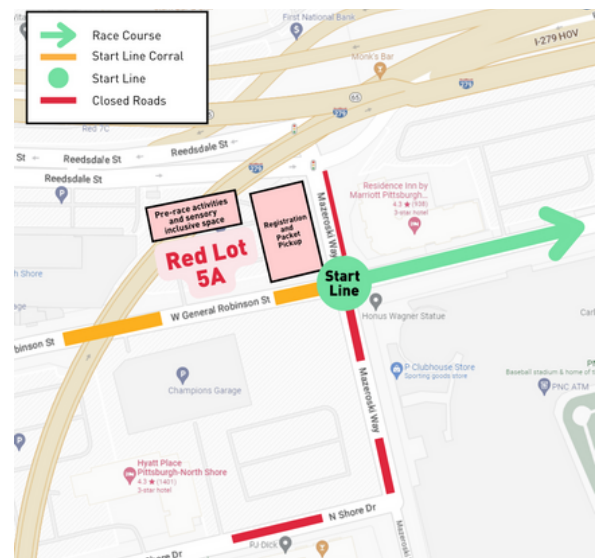 Race Course
Start Line Corral
Start Line
Closed Roads
First National Bank
Monk's Bar
I-279 HOV
65
279
65
279
Red 7C
279
St
Reedsdale St
Reedsdale St
Pre-race activities
and sensory
inclusive space
Registration
and
Packet
Pickup
Mazeroski Way
Residence Inn by
Marriott Pittsburgh...
4.3 ★ (938)
3-star hotel
Red Lot
5A
Start
Line
Shore
W General Robinson St
obinson St
Honus Wagner Statue
Champions Garage
Mazeroski Way
P Clubhouse Store
Sporting goods store
Baseball stadium & home of t
PNC ATM
Hyatt Place
Pittsburgh-North Shore
4.3 ★ (1401)
3-star hotel
N Shore Dr
Shore Dr
PJ Dick
Mazeroski